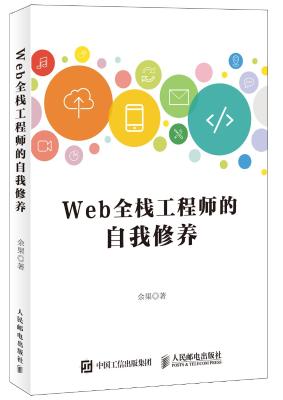 Web全栈工程师的自我修养
余果◎著
人民邮电出版社
Web全栈工程师的
自我修养
余果◎著
中国工信出版集团
人民邮电出版社
POSTS & TELECOM PRESS